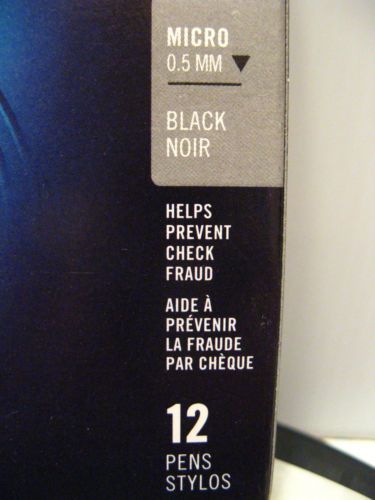 MICRO
0.5 MM
BLACK
NOIR
HELPS
PREVENT
CHECK
FRAUD
AIDE À
PRÉVENIR
LA FRAUDE
PAR CHÈQUE
12
PENS
STYLOS